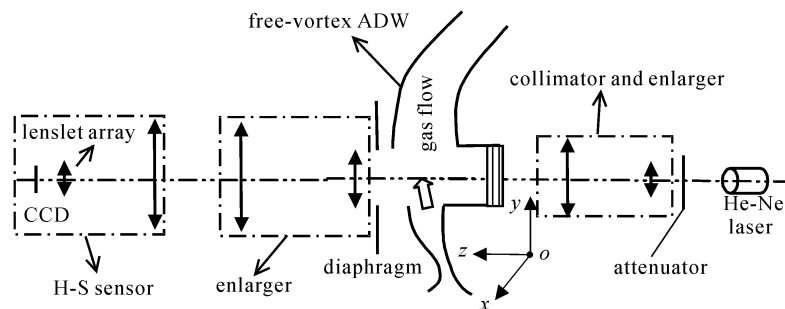 free-vortex ADW
collimator and enlarger
gas flow
lenslet array
CCD
H-S sensor
enlarger
diaphragm
y
z
o
x
He-Ne
laser
attenuator